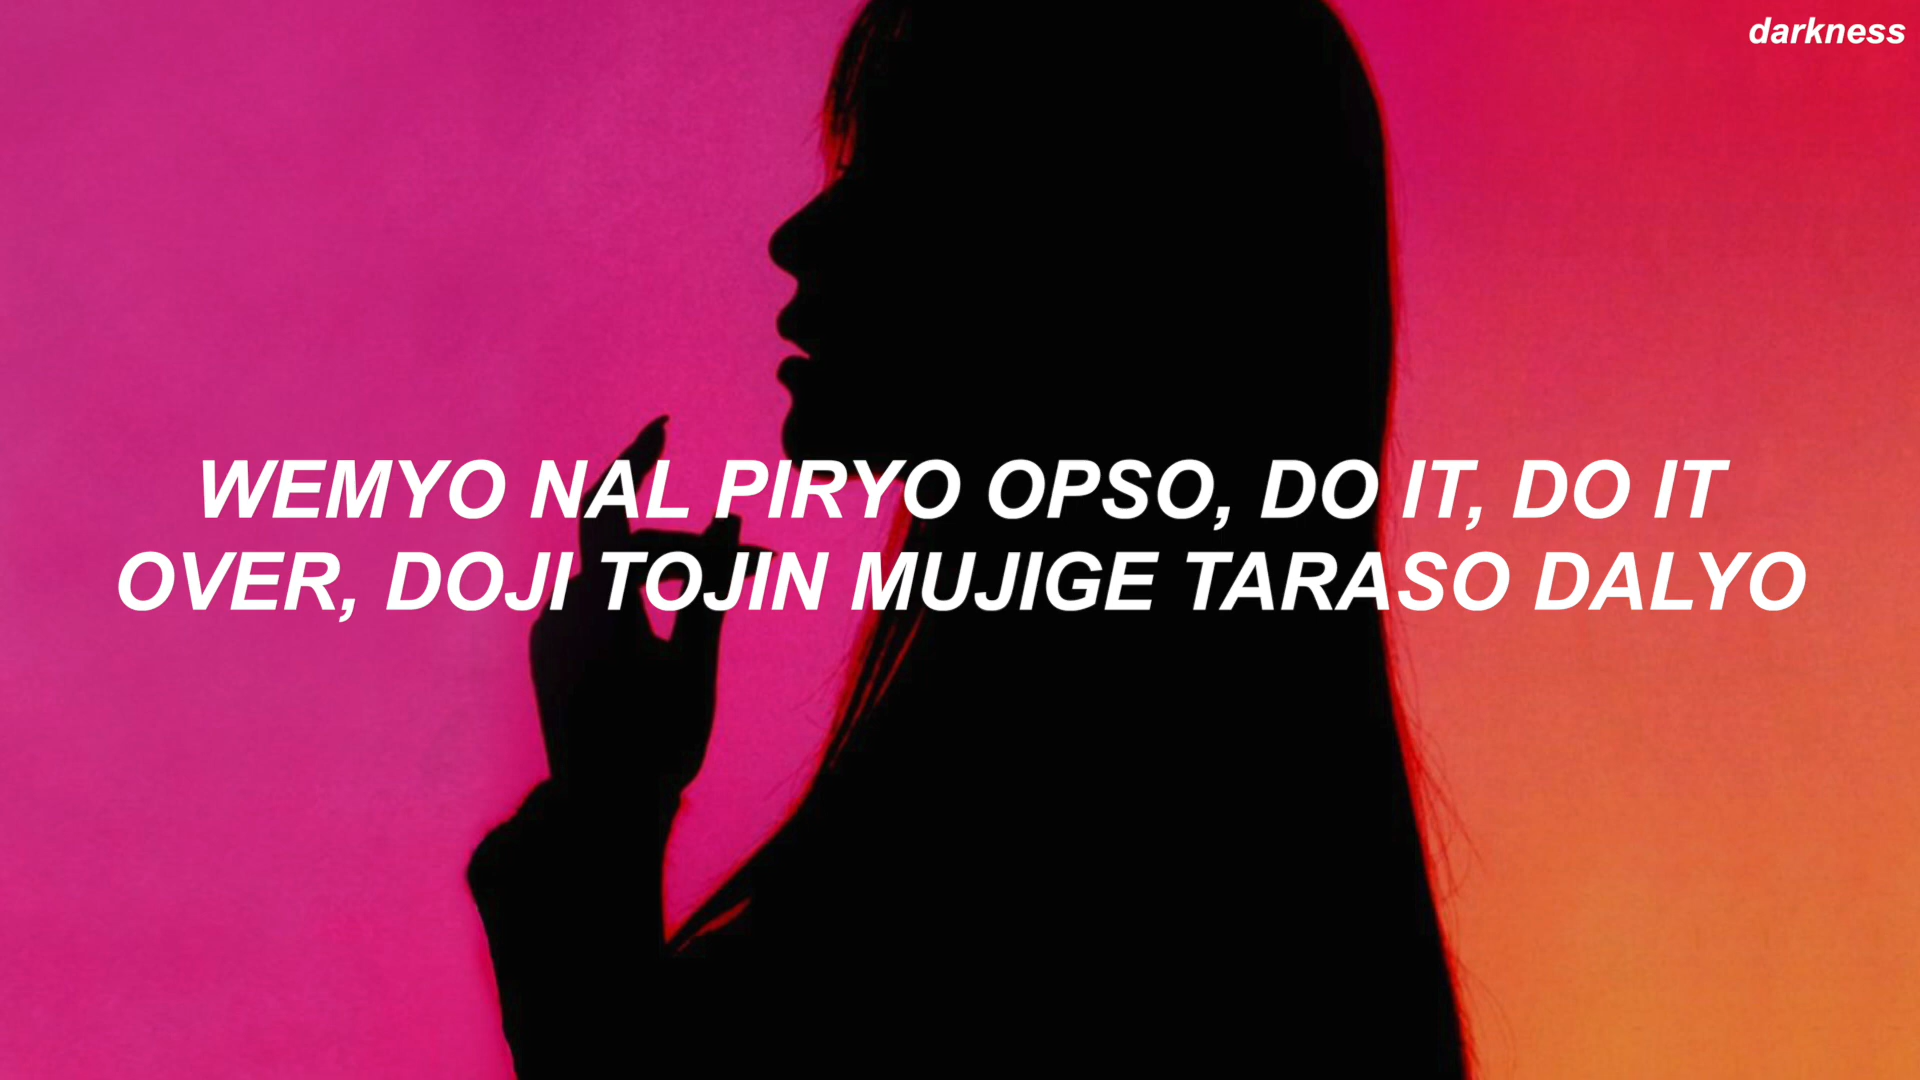 darkness
WEMYO NAL PIRYO OPSO, DO IT, DO IT
OVER, DOJI TOJIN MUJIGE TARASO DALYO